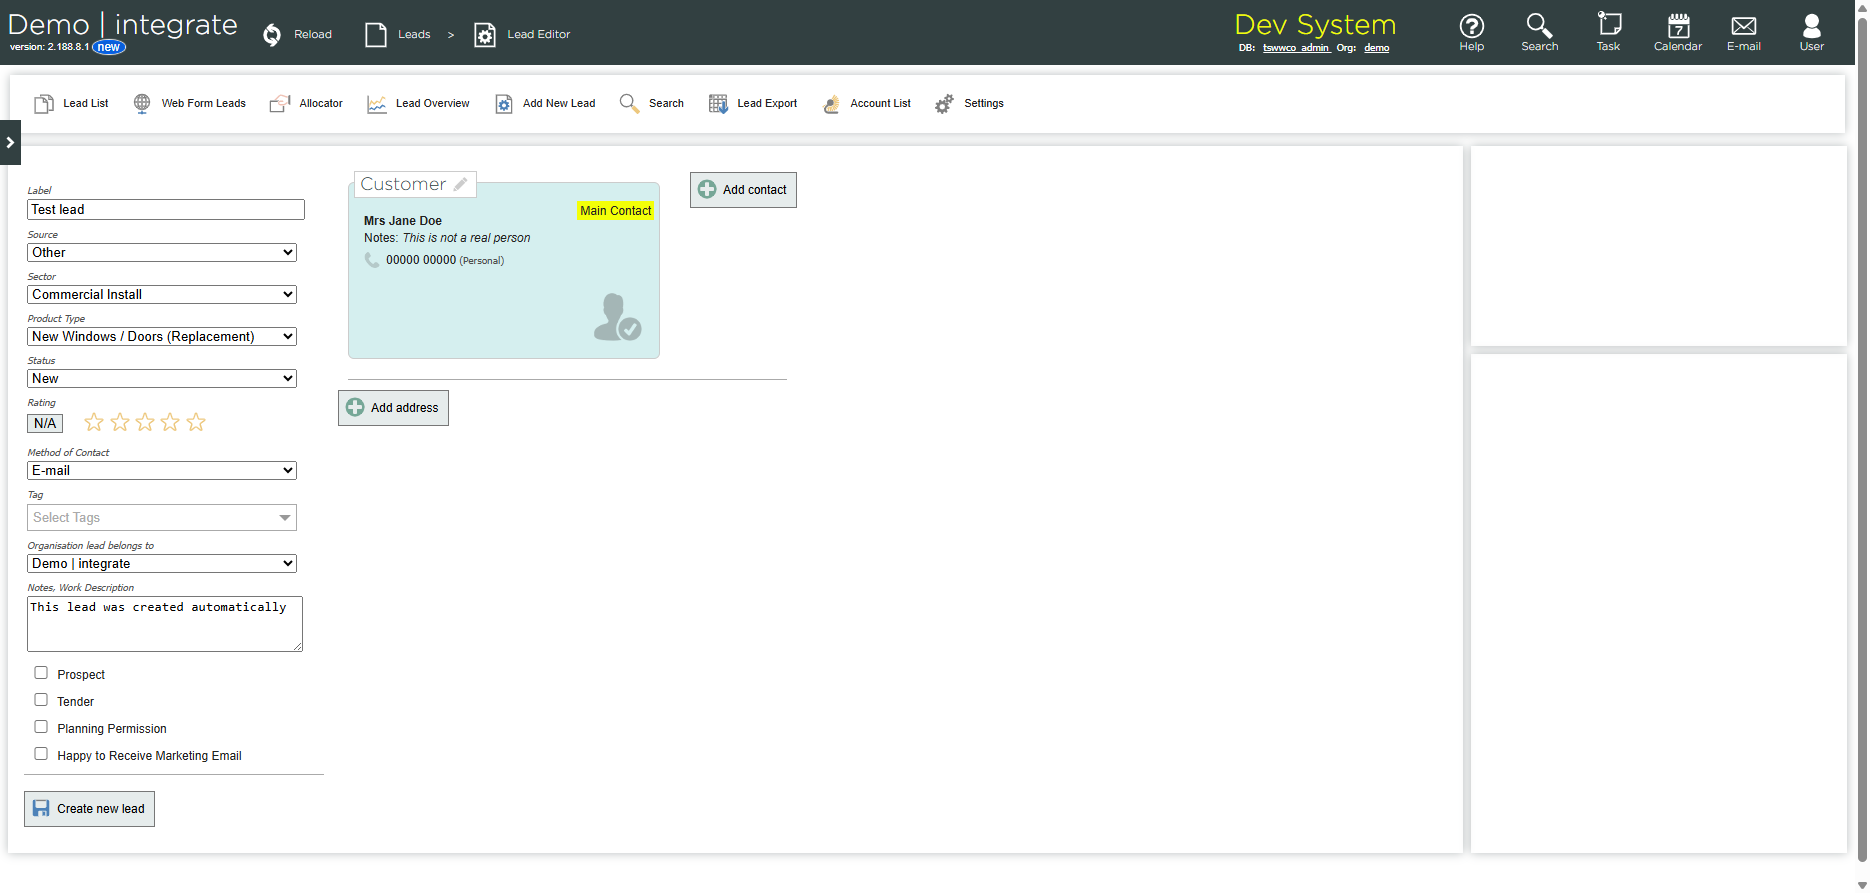 Demo | integrate
version: 2.188.8.1 new
Reload
Leads > Lead Editor
Dev System
DB: tswwco_admin Org: demo
Help
Search
Task
7
Calendar
E-mail
User
Lead List
Web Form Leads
Allocator
Lead Overview
Add New Lead
Search
Lead Export
Account List
Settings
Label
Test lead
Source
Other
Sector
Commercial Install
Product Type
New Windows / Doors (Replacement)
Status
New
Rating
N/A
Method of Contact
E-mail
Tag
Select Tags
Organisation lead belongs to
Demo | integrate
Notes, Work Description
This lead was created automatically
Prospect
Tender
Planning Permission
Happy to Receive Marketing Email
Create new lead
Customer
Main Contact
Mrs Jane Doe
Notes: This is not a real person
00000 00000 (Personal)
Add contact
Add address